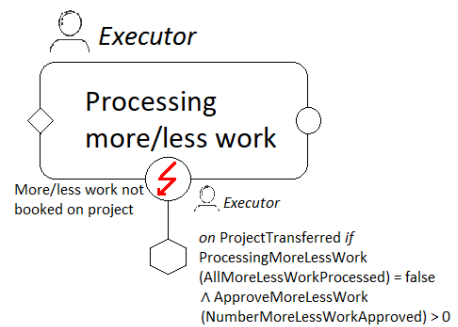 Executor
Processing
more/less work
More/less work not
booked on project
Executor
on ProjectTransferred if
ProcessingMoreLessWork
(AllMoreLessWorkProcessed) = false
∧ ApproveMoreLessWork
(NumberMoreLessWorkApproved) > 0